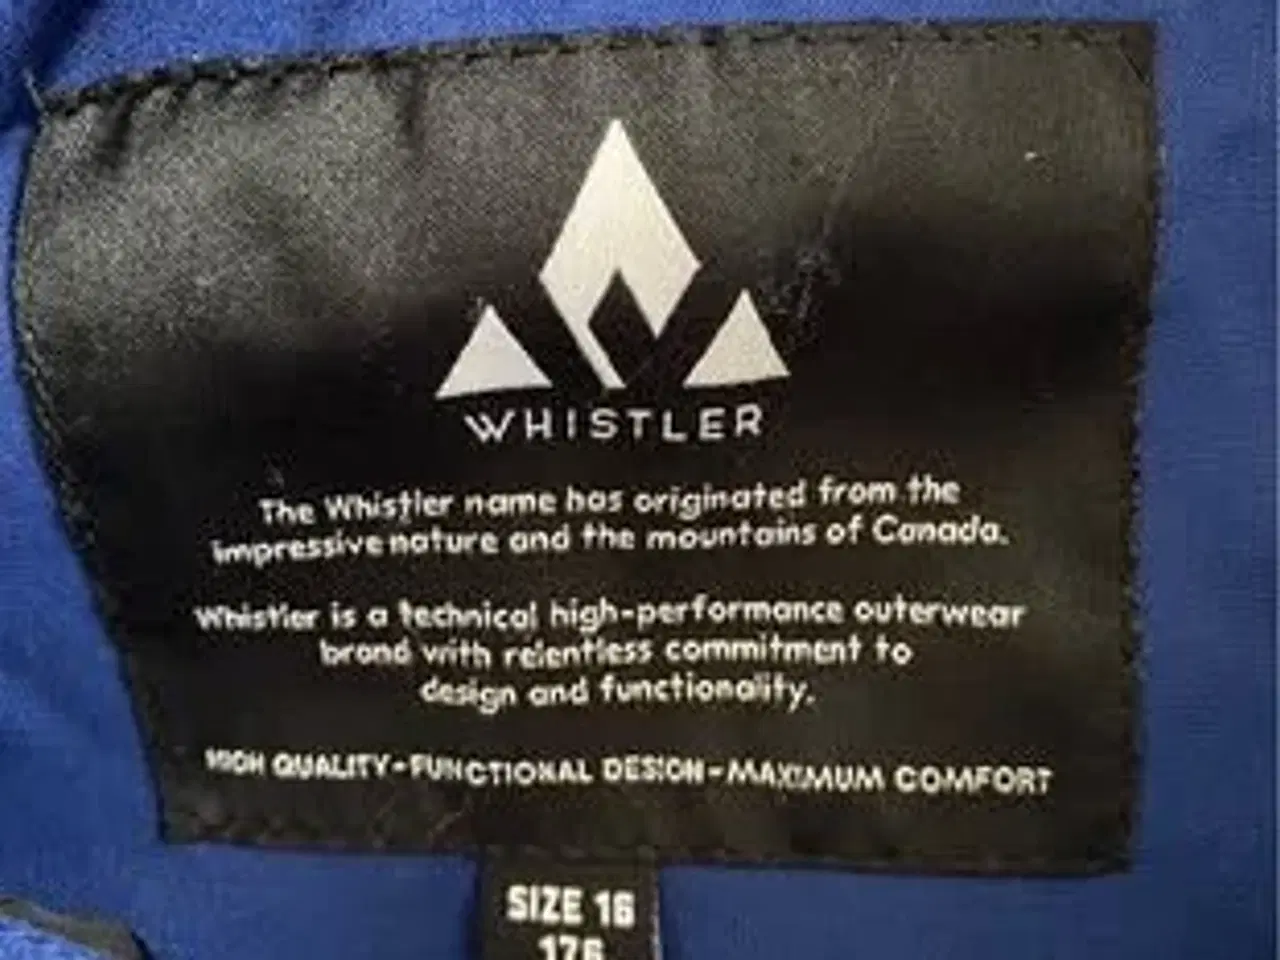 WHISTLER
The Whistler name has originated from the
impressive nature and the mountains of Canada.
Whistler is a technical high-performance outerwear
brand with relentless commitment to
design and functionality.
HIGH QUALITY-FUNCTIONAL DESIGN-MAXIMUM COMFORT
SIZE 16
176